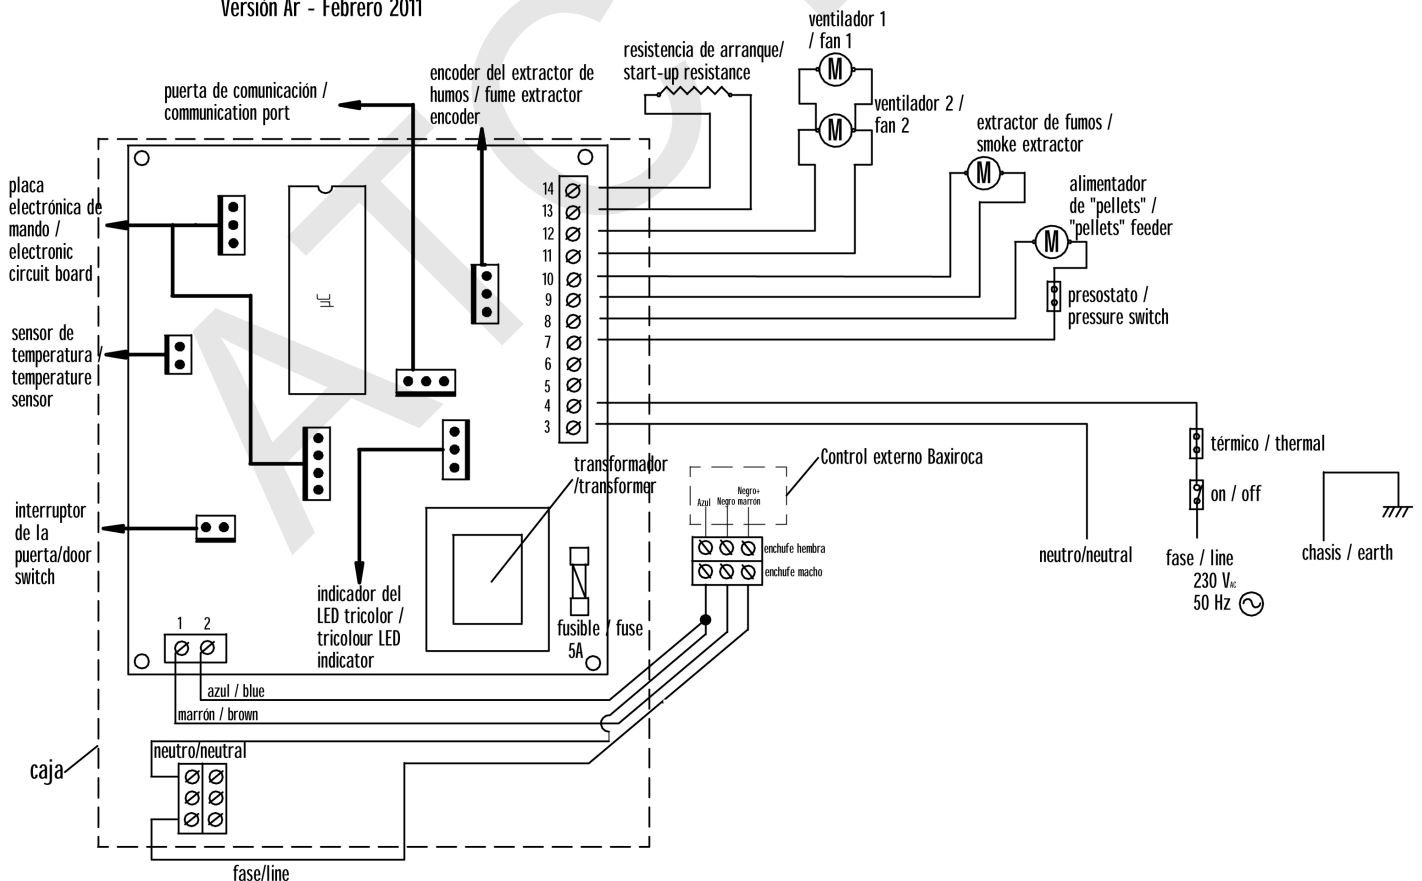 Versión Ar - Febrero 2011
ventilador 1
/ fan 1
resistencia de arranque/
start-up resistance
encoder del extractor de
humos / fume extractor
encoder
puerta de comunicación /
communication port
ventilador 2 /
fan 2
extractor de fumos /
smoke extractor
alimentador
de "pellets" /
"pellets" feeder
M
M
M
M
presostato /
pressure switch
placa
electrónica de
mando /
electronic
circuit board
sensor de
temperatura /
temperature
sensor
interruptor
de la
puerta/door
switch
µC
14
13
12
11
10
9
8
7
6
5
4
3
térmico / thermal
on / off
neutro/neutral
fase / line
230 VAC
50 Hz
chasis / earth
Control externo Baxiroca
Azul
Negro
Negro+
marrón
enchufe hembra
enchufe macho
transformador
/transformer
indicador del
LED tricolor /
tricolour LED
indicator
fusible / fuse
5A
1 2
azul / blue
marrón / brown
neutro/neutral
caja
fase/line
ATC